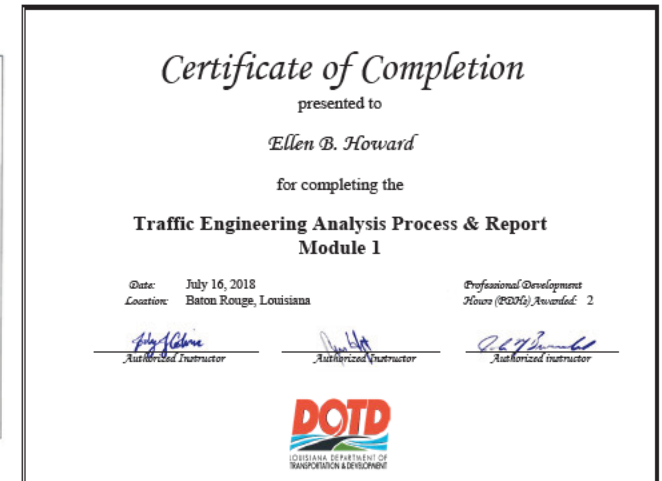 Certificate of Completion
presented to
Ellen B. Howard
for completing the
Traffic Engineering Analysis Process & Report
Module 1
Date: July 16, 2018
Location: Baton Rouge, Louisiana
Professional Development
Hours (PDHs) Awarded: 2
Authorized Instructor
Authorized Instructor
Authorized instructor
DOTD
LOUISIANA DEPARTMENT OF
TRANSPORTATION & DEVELOPMENT